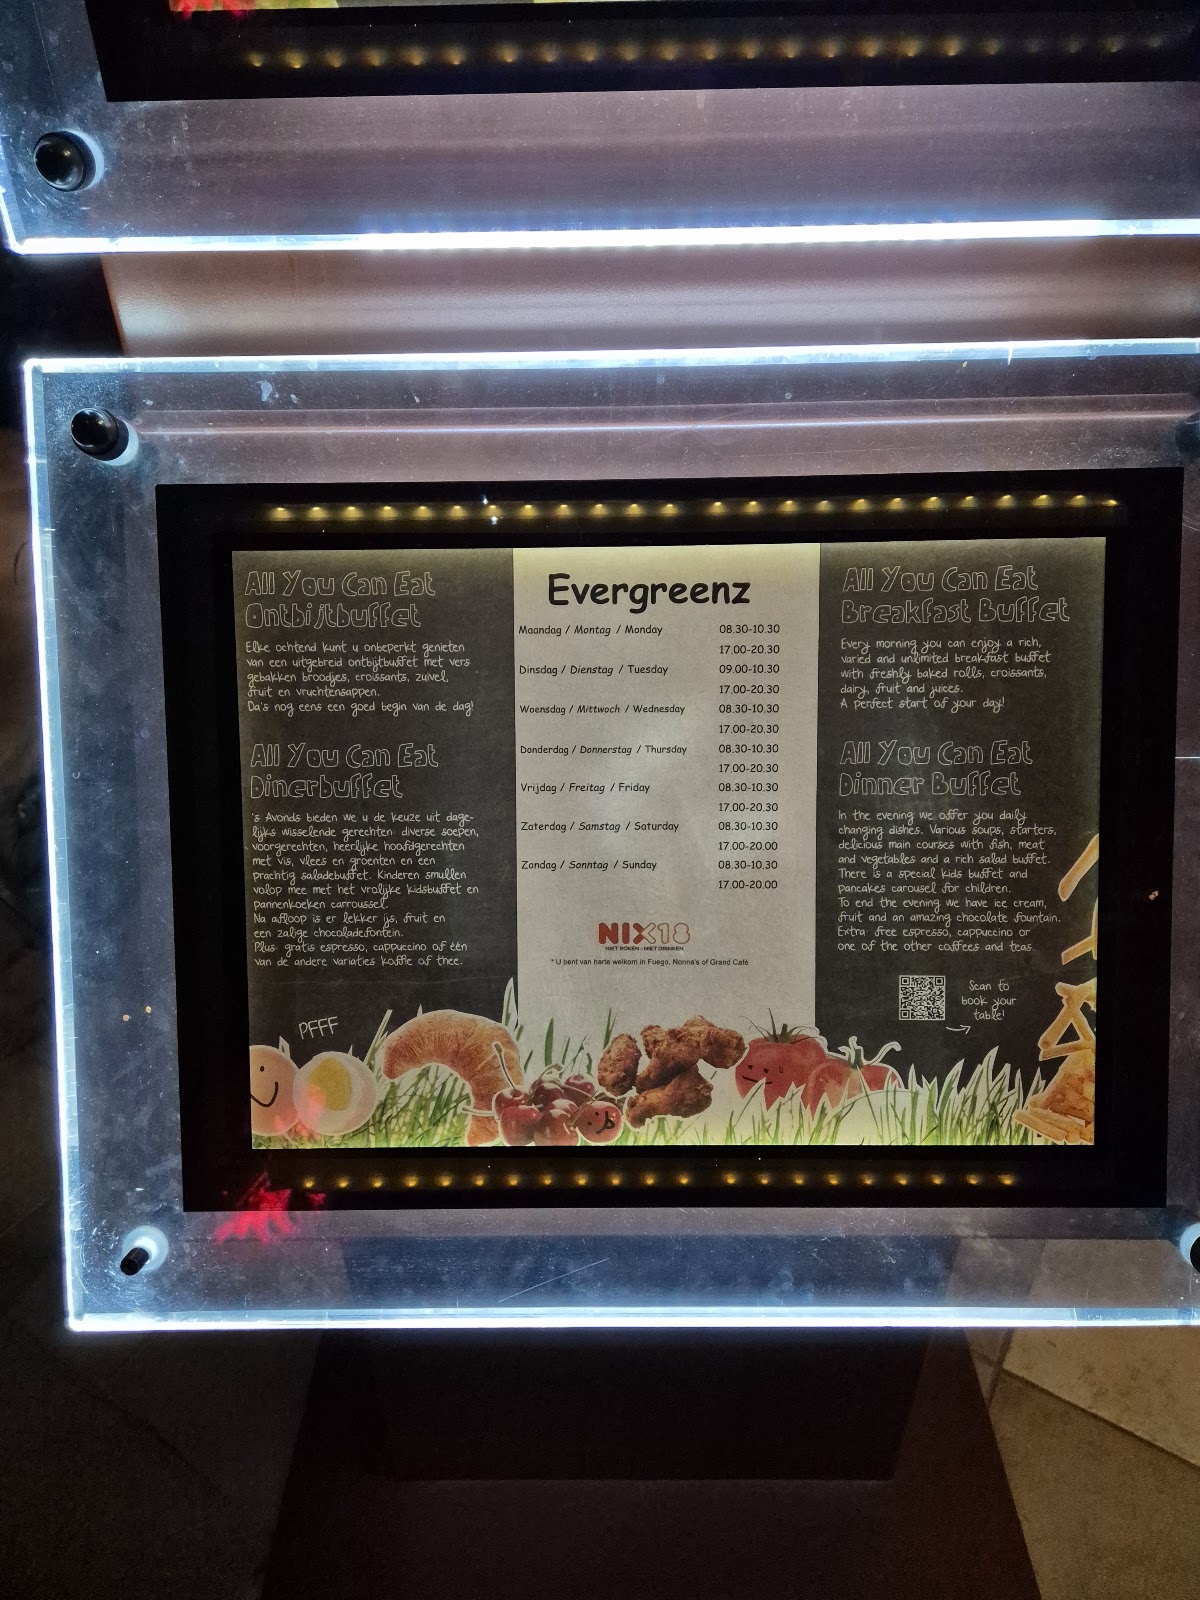 All You Can Eat
Ontbijtbuffet
Elke ochtend kunt u onbeperkt genieten
van een uitgebreid ontbijtbuffet met vers
gebakken broodjes, croissants, zuivel,
fruit en vruchtensappen.
Da's nog eens een goed begin van de dag!
All You Can Eat
Dinerbuffet
's Avonds bieden we u de keuze uit dage-
lijks wisselende gerechten: diverse soepen,
voorgerechten, heerlijke hoofdgerechten
met vis, vlees en groenten en een
prachtig saladebuffet. Kinderen smullen
volop mee met het vrolijke kidsbuffet en
pannenkoeken carroussel.
Na afloop is er lekker ijs, fruit en
een zalige chocoladefontein.
Plus: gratis espresso, cappuccino of één
van de andere variaties koffie of thee.
PFFF
Evergreenz
Maandag / Montag / Monday 08.30-10.30
17.00-20.30
Dinsdag / Dienstag / Tuesday 09.00-10.30
17.00-20.30
Woensdag / Mittwoch / Wednesday 08.30-10.30
17.00-20.30
Donderdag / Donnerstag / Thursday 08.30-10.30
17.00-20.30
Vrijdag / Freitag / Friday 08.30-10.30
17.00-20.30
Zaterdag / Samstag / Saturday 08.30-10.30
17.00-20.00
Zondag / Sonntag / Sunday 08.30-10.30
17.00-20.00
NIX18
NIET ROKEN - NIET DRINKEN
* U bent van harte welkom in Fuego, Nonna's of Grand Café
All You Can Eat
Breakfast Buffet
Every morning you can enjoy a rich,
varied and unlimited breakfast buffet
with freshly baked rolls, croissants,
dairy, fruit and juices.
A perfect start of your day!
All You Can Eat
Dinner Buffet
In the evening we offer you daily
changing dishes. Various soups, starters,
delicious main courses with fish, meat
and vegetables and a rich salad buffet.
There is a special kids buffet and
pancakes carousel for children.
To end the evening we have ice cream,
fruit and an amazing chocolate fountain.
Extra: free espresso, cappuccino or
one of the other coffees and teas.
Scan to
book your
table!